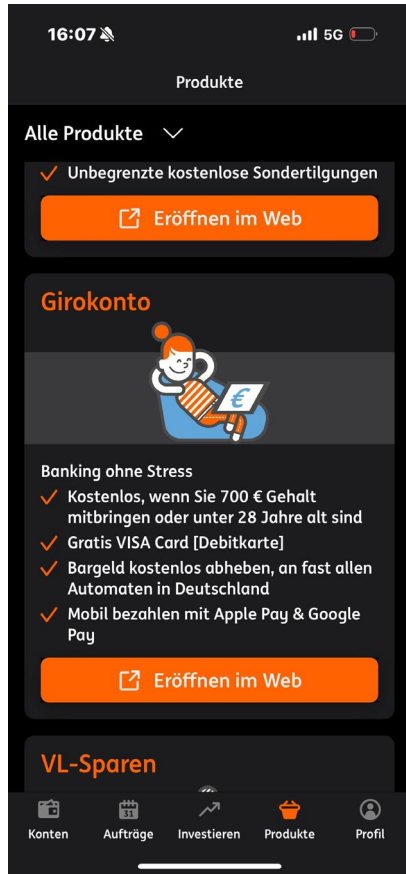 16:07
5G
Produkte
Alle Produkte
Unbegrenzte kostenlose Sondertilgungen
Eröffnen im Web
Girokonto
€
Banking ohne Stress
Kostenlos, wenn Sie 700 € Gehalt
mitbringen oder unter 28 Jahre alt sind
Gratis VISA Card [Debitkarte]
Bargeld kostenlos abheben, an fast allen
Automaten in Deutschland
Mobil bezahlen mit Apple Pay & Google
Pay
Eröffnen im Web
VL-Sparen
31
Konten Aufträge Investieren Produkte Profil